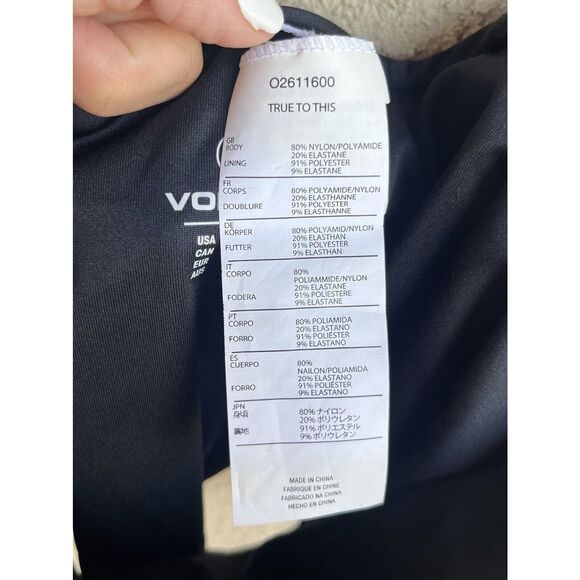 O2611600
TRUE TO THIS
GB
BODY 80% NYLON/POLYAMIDE
20% ELASTANE
LINING 91% POLYESTER
9% ELASTANE
FR
CORPS 80% POLYAMIDE/NYLON
20% ELASTHANNE
DOUBLURE 91% POLYESTER
9% ELASTHANNE
DE
KÖRPER 80% POLYAMID/NYLON
20% ELASTHAN
FUTTER 91% POLYESTER
9% ELASTHAN
IT
CORPO 80%
POLIAMMIDE/NYLON
20% ELASTANE
FODERA 91% POLIESTERE
9% ELASTANE
PT
CORPO 80% POLIAMIDA
20% ELASTANO
FORRO 91% POLIÉSTER
9% ELASTANO
ES
CUERPO 80%
NAILON/POLIAMIDA
20% ELASTANO
FORRO 91% POLIÉSTER
9% ELASTANO
JPN
身頃 80% ナイロン
20% ポリウレタン
裏地 91% ポリエステル
9% ポリウレタン
MADE IN CHINA
FABRIQUE EN CHINE
FABRICADO NA CHINA
HECHO EN CHINA
VO
USA
CAN
EUR
AUS